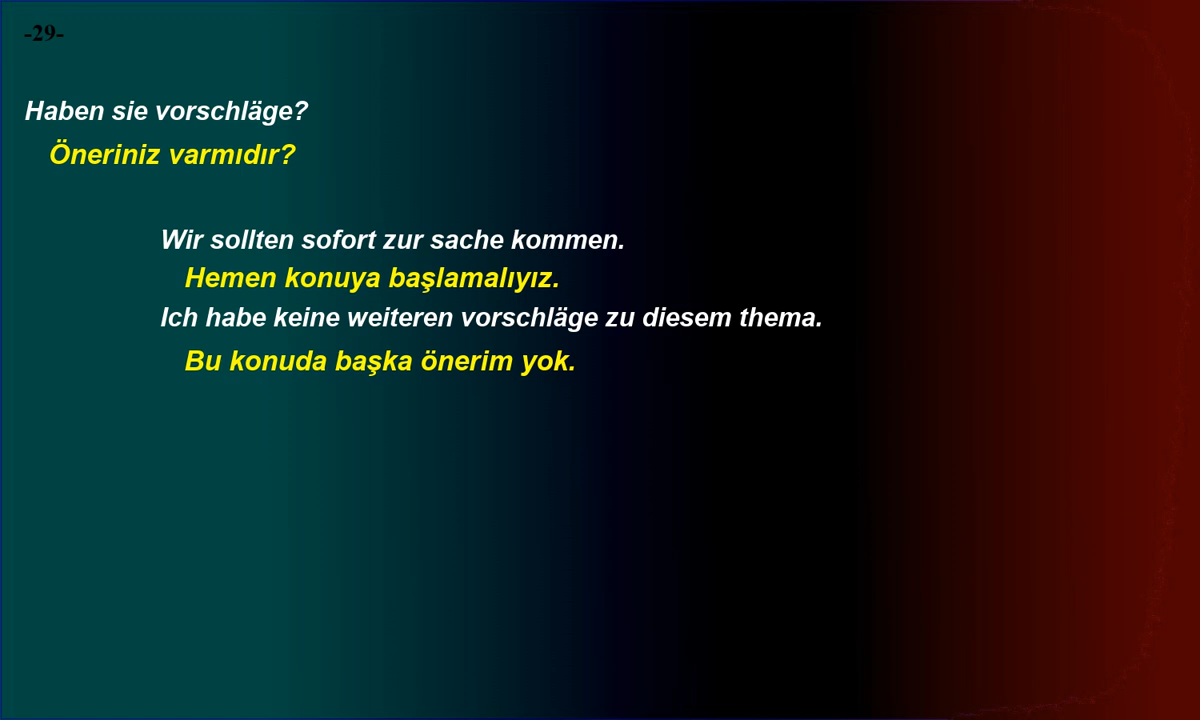 -29-
Haben sie vorschläge?
Öneriniz varmıdır?
Wir sollten sofort zur sache kommen.
Hemen konuya başlamalıyız.
Ich habe keine weiteren vorschläge zu diesem thema.
Bu konuda başka önerim yok.